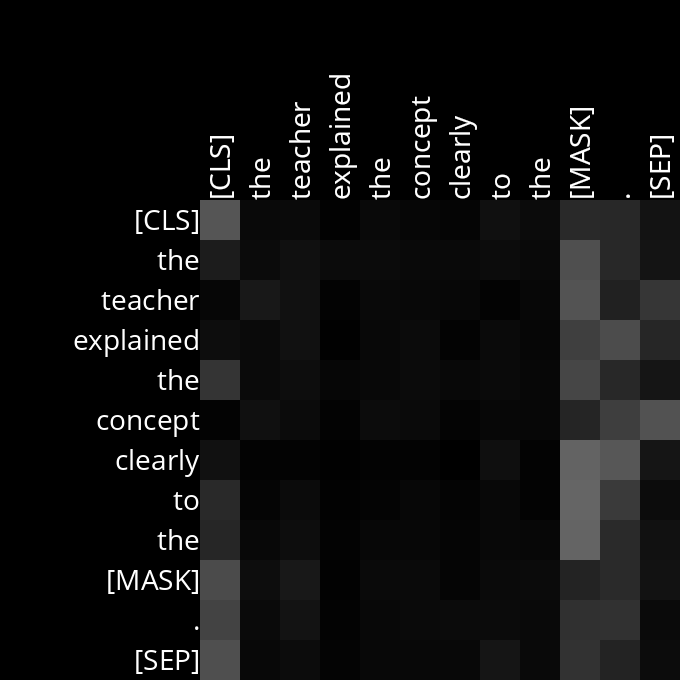 [CLS]
the
teacher
explained
the
concept
clearly
to
the
[MASK]
.
[SEP]
[CLS]
the
teacher
explained
the
concept
clearly
to
the
[MASK]
.
[SEP]